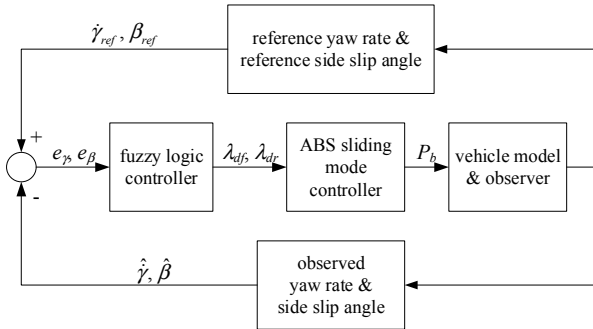 γ̇ref , βref
reference yaw rate &
reference side slip angle
+
eγ, eβ
fuzzy logic
controller
λdf, λdr
ABS sliding
mode
controller
Pb
vehicle model
& observer
-
γ̇̂, β̂
observed
yaw rate &
side slip angle